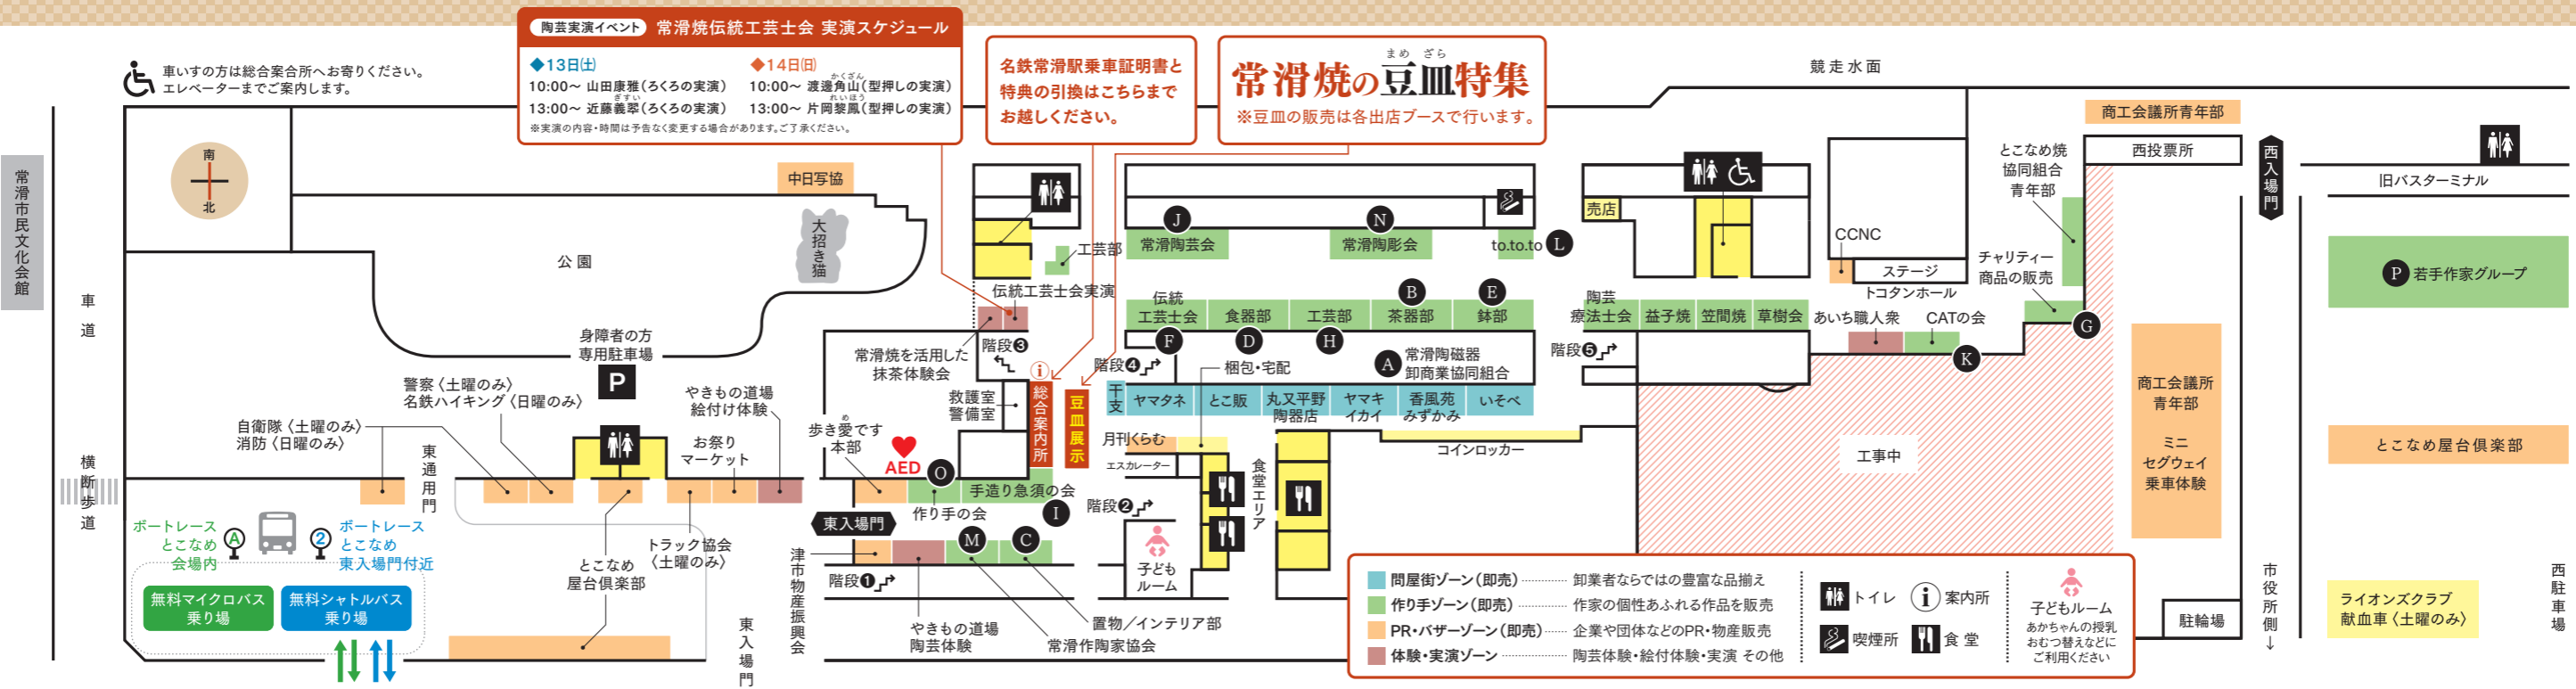 陶芸実演イベント 常滑焼伝統工芸士会 実演スケジュール
◆13日(土)
10:00〜 山田康雅(ろくろの実演)
ぎすい
13:00〜 近藤義翠(ろくろの実演)
◆14日(日)
かくざん
10:00〜 渡邊角山(型押しの実演)
れいほう
13:00〜 片岡黎鳳(型押しの実演)
※実演の内容・時間は予告なく変更する場合があります。ご了承ください。
名鉄常滑駅乗車証明書と
特典の引換はこちらまで
お越しください。
まめ ざら
常滑焼の豆皿特集
※豆皿の販売は各出店ブースで行います。
車いすの方は総合案合所へお寄りください。
エレベーターまでご案内します。
競走水面
常滑市民文化会館
南
北
車道
横断歩道
公園
中日写協
大招き猫
身障者の方
専用駐車場
P
警察〈土曜のみ〉
名鉄ハイキング〈日曜のみ〉
自衛隊〈土曜のみ〉
消防〈日曜のみ〉
東通用門
やきもの道場
絵付け体験
お祭り
マーケット
トラック協会
〈土曜のみ〉
とこなめ
屋台倶楽部
ボートレース
とこなめ
会場内
A
2
ボートレース
とこなめ
東入場門付近
無料マイクロバス
乗り場
無料シャトルバス
乗り場
東入場門
津市物産振興会
東入場門
歩き愛です
め
本部
AED
O
作り手の会
手造り急須の会
I
M
C
階段❶
やきもの道場
陶芸体験
置物/インテリア部
常滑作陶家協会
常滑焼を活用した
抹茶体験会
伝統工芸士会実演
工芸部
階段❸
救護室
警備室
i
総合案内所
豆皿展示
J
常滑陶芸会
N
常滑陶彫会
to.to.to
L
伝統
工芸士会
F
食器部
D
工芸部
H
B
茶器部
E
鉢部
階段❹
梱包・宅配
A
常滑陶磁器
卸商業協同組合
干支
ヤマタネ
とこ販
丸又平野
陶器店
ヤマキ
イカイ
香風苑
みずかみ
いそべ
月刊くらむ
エスカレーター
階段❷
子ども
ルーム
食堂エリア
コインロッカー
売店
陶芸
療法士会
益子焼
笠間焼
草樹会
階段❺
CCNC
ステージ
トコタンホール
あいち職人衆
CATの会
K
とこなめ焼
協同組合
青年部
チャリティー
商品の販売
G
工事中
商工会議所青年部
西投票所
西入場門
商工会議所
青年部
ミニ
セグウェイ
乗車体験
旧バスターミナル
P
若手作家グループ
とこなめ屋台倶楽部
ライオンズクラブ
献血車〈土曜のみ〉
駐輪場
市役所側→
西駐車場
問屋街ゾーン(即売) 卸業者ならではの豊富な品揃え
作り手ゾーン(即売) 作家の個性あふれる作品を販売
PR・バザーゾーン(即売) 企業や団体などのPR・物産販売
体験・実演ゾーン 陶芸体験・絵付体験・実演 その他
トイレ
i
案内所
喫煙所
食堂
子どもルーム
あかちゃんの授乳
おむつ替えなどに
ご利用ください